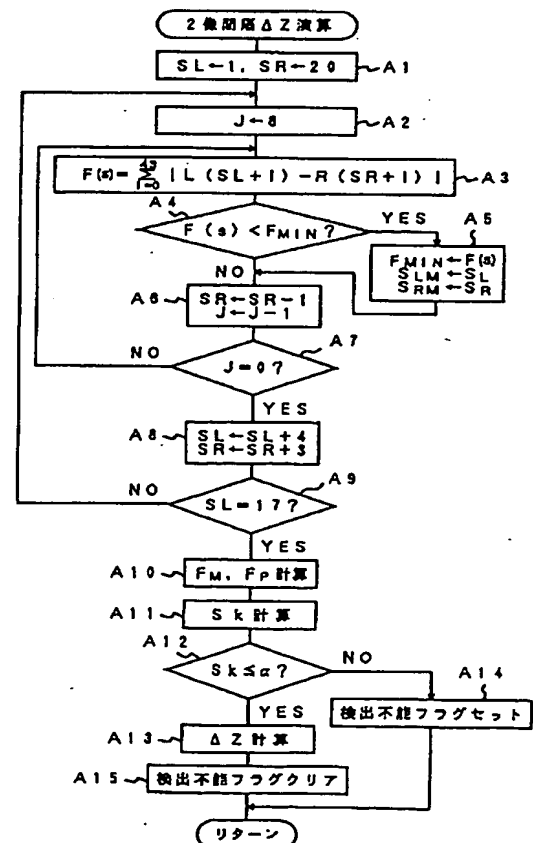 2像間隔ΔZ演算
SL←1, SR←20
A1
J←8
A2
F(s)=Σ|L(SL+I)-R(SR+I)|
A3
A4
F(s)<FMIN?
YES
A5
FMIN←F(s)
SLM←SL
SRM←SR
NO
A6
SR←SR-1
J←J-1
A7
NO
J=0?
YES
A8
SL←SL+4
SR←SR+3
A9
NO
SL=17?
YES
A10
FM, FP計算
A11
Sk計算
A12
Sk≤α?
NO
A14
検出不能フラグセット
YES
A13
ΔZ計算
A15
検出不能フラグクリア
リターン